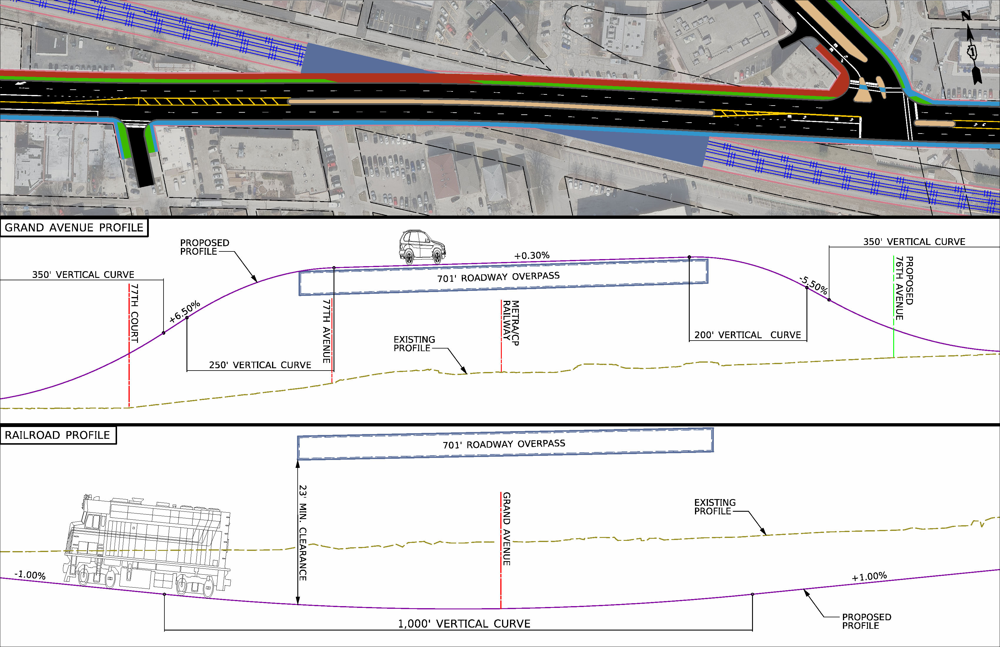 N
1
GRAND AVENUE PROFILE
PROPOSED
PROFILE
350' VERTICAL CURVE
77TH COURT
+6.50%
250' VERTICAL CURVE
77TH AVENUE
+0.30%
701' ROADWAY OVERPASS
METRA/CP
RAILWAY
EXISTING
PROFILE
200' VERTICAL CURVE
-5.50%
350' VERTICAL CURVE
PROPOSED
76TH AVENUE
RAILROAD PROFILE
701' ROADWAY OVERPASS
23' MIN. CLEARANCE
GRAND AVENUE
EXISTING
PROFILE
-1.00%
+1.00%
1,000' VERTICAL CURVE
PROPOSED
PROFILE